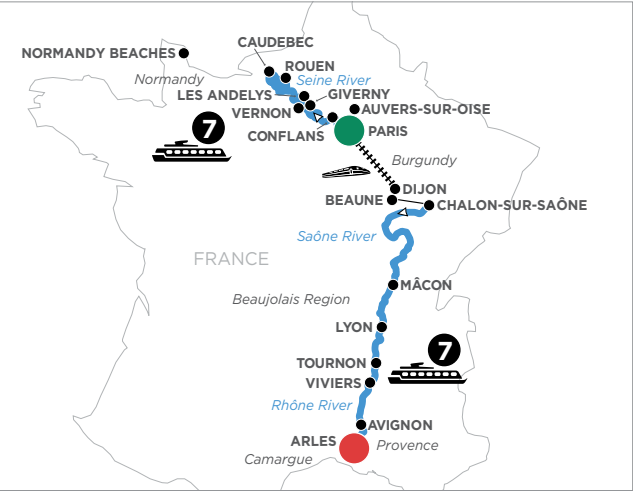 CAUDEBEC
NORMANDY BEACHES
ROUEN
Normandy
Seine River
LES ANDELYS
GIVERNY
VERNON
AUVERS-SUR-OISE
7
CONFLANS
PARIS
Burgundy
DIJON
BEAUNE
CHALON-SUR-SAÔNE
Saône River
FRANCE
MÂCON
Beaujolais Region
LYON
7
TOURNON
VIVIERS
Rhône River
AVIGNON
ARLES
Provence
Camargue